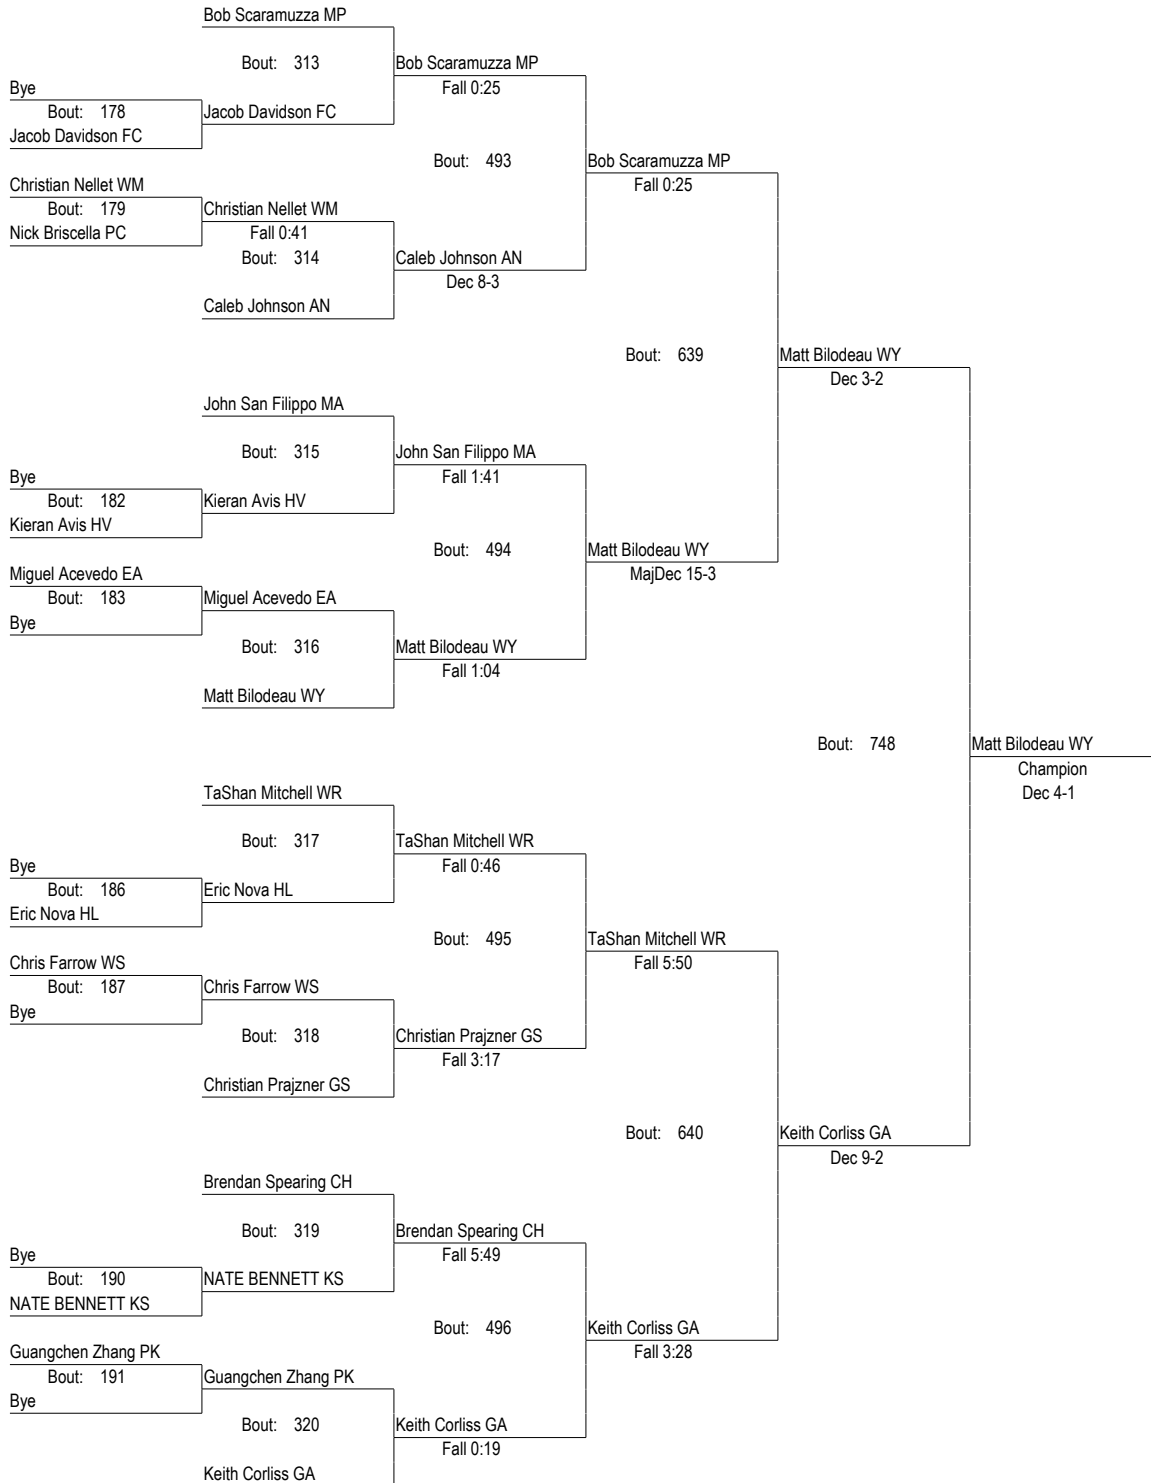 Bob Scaramuzza MP
Bout: 313
Bob Scaramuzza MP
Fall 0:25
Bye
Bout: 178
Jacob Davidson FC
Jacob Davidson FC
Bout: 493
Bob Scaramuzza MP
Fall 0:25
Christian Nellet WM
Bout: 179
Nick Briscella PC
Christian Nellet WM
Fall 0:41
Bout: 314
Caleb Johnson AN
Dec 8-3
Caleb Johnson AN
Bout: 639
Matt Bilodeau WY
Dec 3-2
John San Filippo MA
Bout: 315
John San Filippo MA
Fall 1:41
Bye
Bout: 182
Kieran Avis HV
Kieran Avis HV
Bout: 494
Matt Bilodeau WY
MajDec 15-3
Miguel Acevedo EA
Bout: 183
Bye
Miguel Acevedo EA
Bout: 316
Matt Bilodeau WY
Fall 1:04
Matt Bilodeau WY
Bout: 748
Matt Bilodeau WY
Champion
Dec 4-1
TaShan Mitchell WR
Bout: 317
TaShan Mitchell WR
Fall 0:46
Bye
Bout: 186
Eric Nova HL
Eric Nova HL
Bout: 495
TaShan Mitchell WR
Fall 5:50
Chris Farrow WS
Bout: 187
Bye
Chris Farrow WS
Bout: 318
Christian Prajzner GS
Fall 3:17
Christian Prajzner GS
Bout: 640
Keith Corliss GA
Dec 9-2
Brendan Spearing CH
Bout: 319
Brendan Spearing CH
Fall 5:49
Bye
Bout: 190
NATE BENNETT KS
NATE BENNETT KS
Bout: 496
Keith Corliss GA
Fall 3:28
Guangchen Zhang PK
Bout: 191
Bye
Guangchen Zhang PK
Bout: 320
Keith Corliss GA
Fall 0:19
Keith Corliss GA